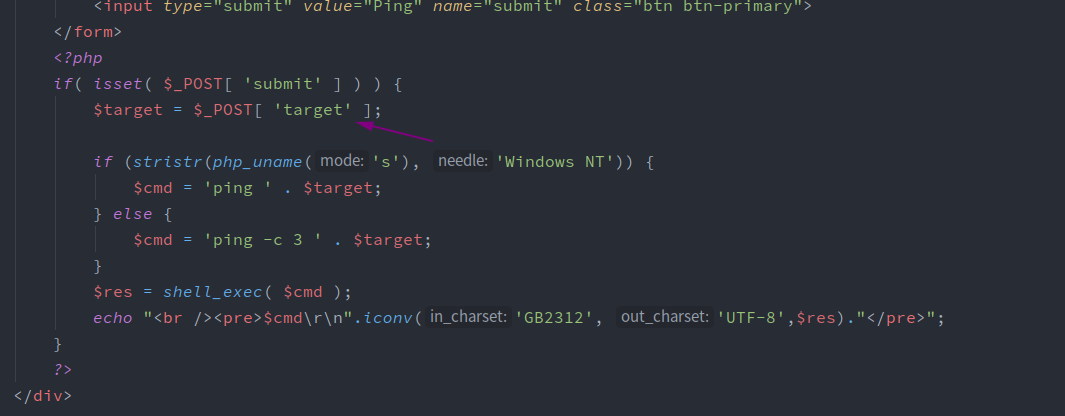 <input type="submit" value="Ping" name="submit" class="btn btn-primary">
</form>
<?php
if( isset( $_POST[ 'submit' ] ) ) {
$target = $_POST[ 'target' ];
if (stristr(php_uname( mode: 's'), needle: 'Windows NT')) {
$cmd = 'ping ' . $target;
} else {
$cmd = 'ping -c 3 ' . $target;
}
$res = shell_exec( $cmd );
echo "<br /><pre>$cmd\r\n".iconv( in_charset: 'GB2312', out_charset: 'UTF-8',$res)."</pre>";
}
?>
</div>